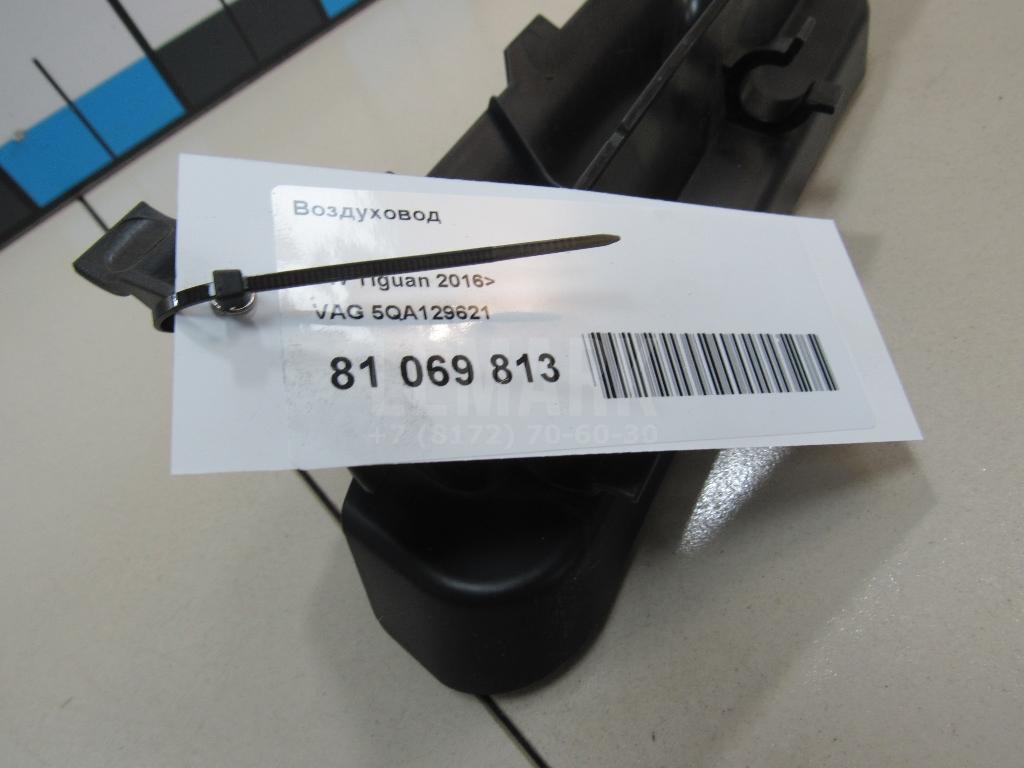 Воздуховод
Tiguan 2016>
VAG 5QA129621
81 069 813
+7 (8172) 70-60-30